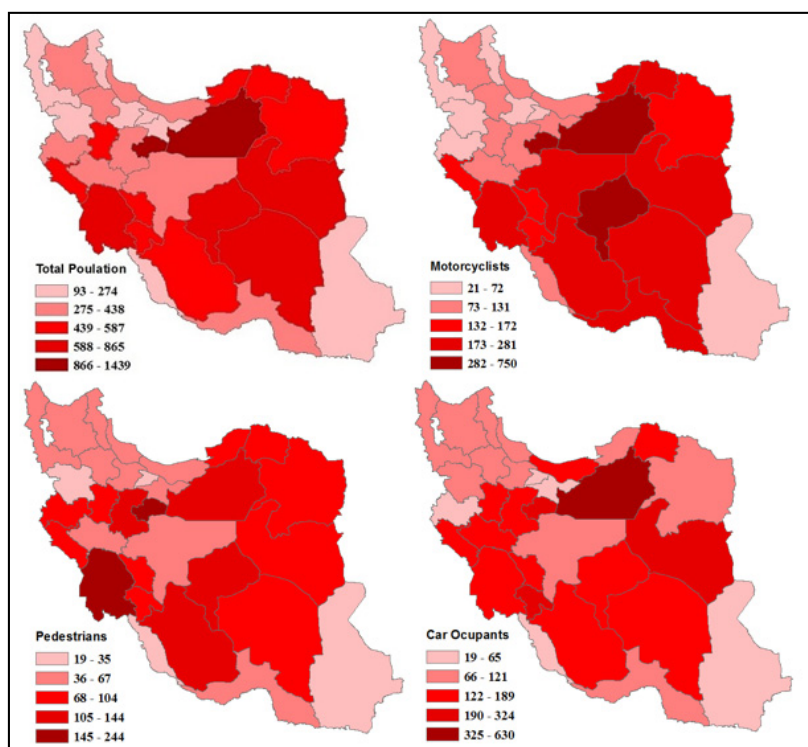 Total Poulation
93 - 274
275 - 438
439 - 587
588 - 865
866 - 1439
Motorcyclists
21 - 72
73 - 131
132 - 172
173 - 281
282 - 750
Pedestrians
19 - 35
36 - 67
68 - 104
105 - 144
145 - 244
Car Ocupants
19 - 65
66 - 121
122 - 189
190 - 324
325 - 630